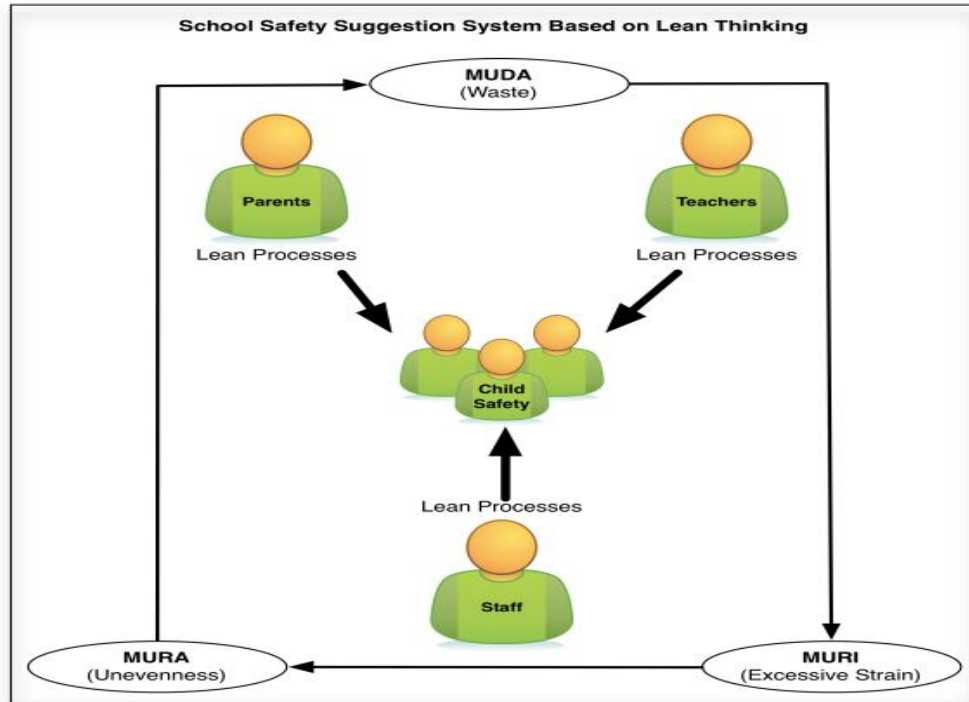 School Safety Suggestion System Based on Lean Thinking
MUDA
(Waste)
Parents
Teachers
Lean Processes
Lean Processes
Child
Safety
Lean Processes
Staff
MURA
(Unevenness)
MURI
(Excessive Strain)